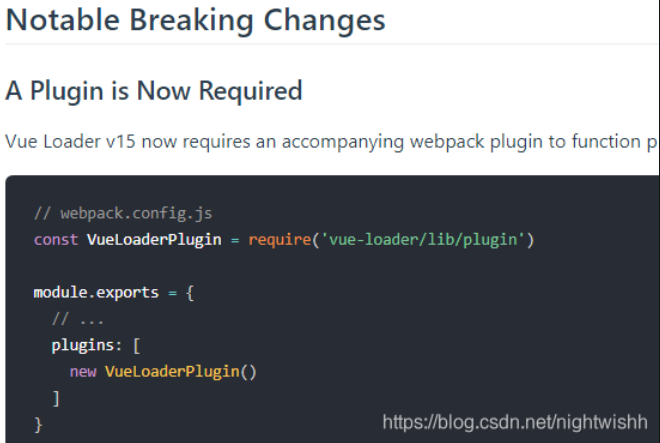 Notable Breaking Changes
A Plugin is Now Required
Vue Loader v15 now requires an accompanying webpack plugin to function p
// webpack.config.js
const VueLoaderPlugin = require('vue-loader/lib/plugin')
module.exports = {
// ...
plugins: [
new VueLoaderPlugin()
]
}
https://blog.csdn.net/nightwishh